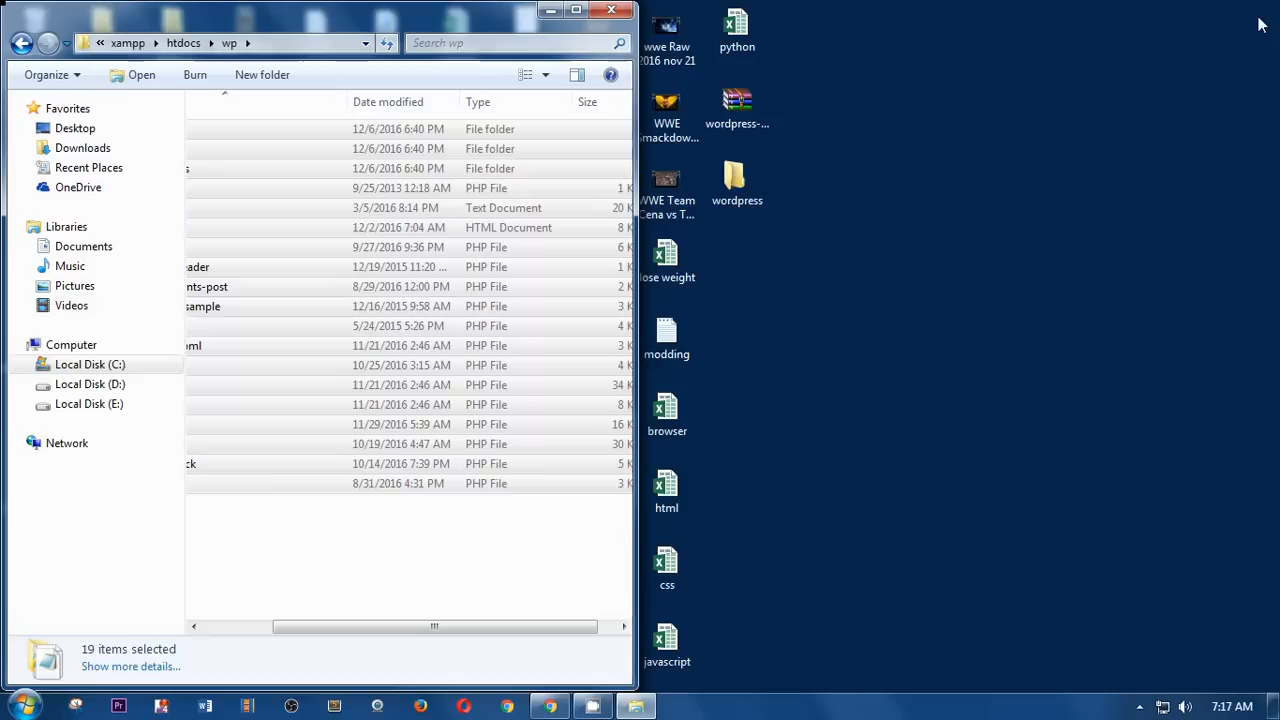 xampp htdocs wp
Search wp
Organize Open Burn New folder
Date modified Type Size
12/6/2016 6:40 PM File folder
12/6/2016 6:40 PM File folder
s 12/6/2016 6:40 PM File folder
9/25/2013 12:18 AM PHP File 1 K
3/5/2016 8:14 PM Text Document 20 K
12/2/2016 7:04 AM HTML Document 8 K
9/27/2016 9:36 PM PHP File 6 K
eader 12/19/2015 11:20 ... PHP File 1 K
nts-post 8/29/2016 12:00 PM PHP File 2 K
sample 12/16/2015 9:58 AM PHP File 3 K
5/24/2015 5:26 PM PHP File 4 K
oml 11/21/2016 2:46 AM PHP File 3 K
10/25/2016 3:15 AM PHP File 4 K
11/21/2016 2:46 AM PHP File 34 K
11/21/2016 2:46 AM PHP File 8 K
11/29/2016 5:39 AM PHP File 16 K
10/19/2016 4:47 AM PHP File 30 K
ck 10/14/2016 7:39 PM PHP File 5 K
8/31/2016 4:31 PM PHP File 3 K
Favorites
Desktop
Downloads
Recent Places
OneDrive
Libraries
Documents
Music
Pictures
Videos
Computer
Local Disk (C:)
Local Disk (D:)
Local Disk (E:)
Network
19 items selected
Show more details...
wwe Raw
2016 nov 21
WWE
Smackdow...
WWE Team
Cena vs T...
lose weight
modding
browser
html
css
javascript
python
wordpress-...
wordpress
7:17 AM